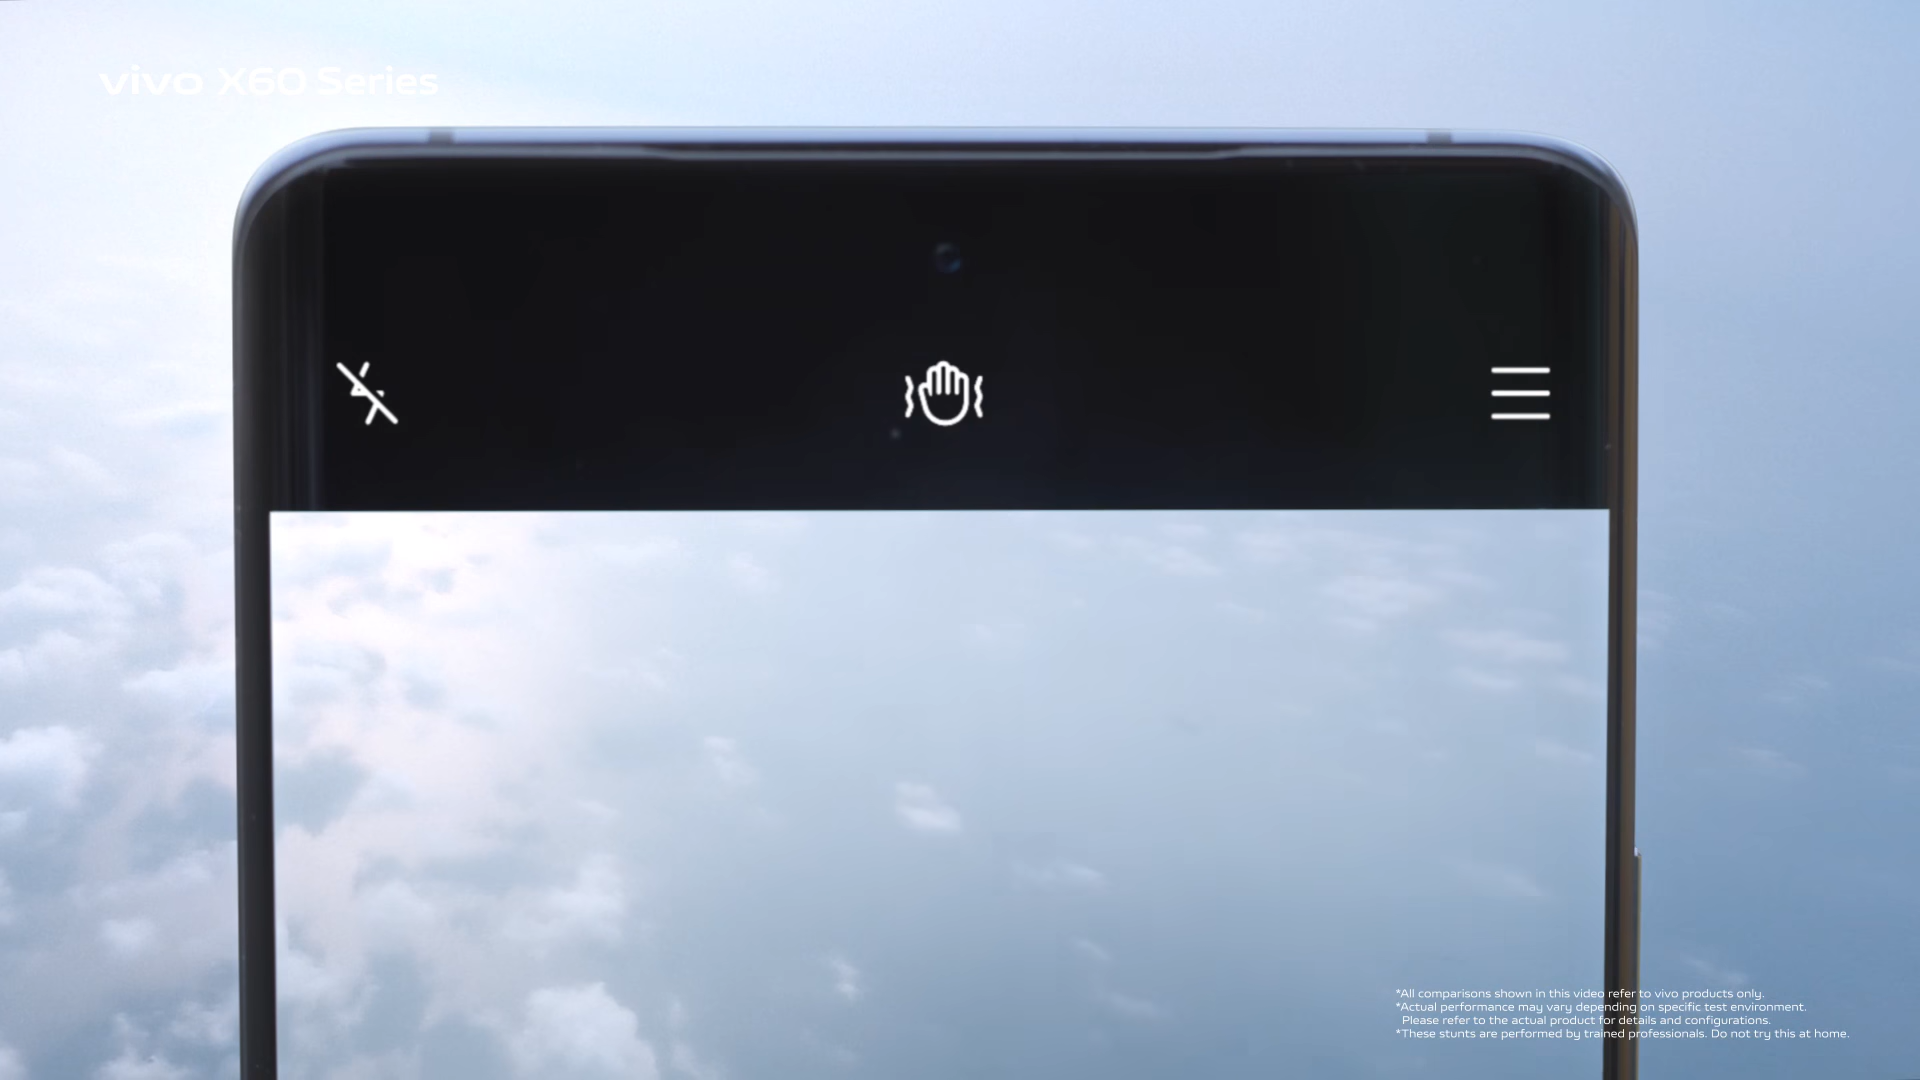 vivo X60 Series
*All comparisons shown in this video refer to vivo products only.
*Actual performance may vary depending on specific test environment.
Please refer to the actual product for details and configurations.
*These stunts are performed by trained professionals. Do not try this at home.